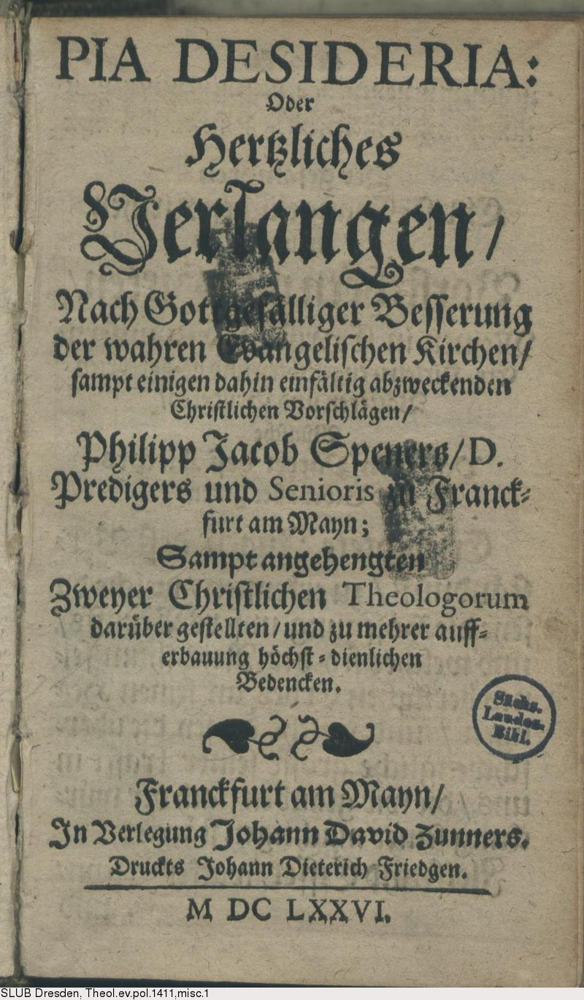 PIA DESIDERIA:
Oder
Hertzliches
Verlangen/
Nach Gottgefälliger Besserung
der wahren Evangelischen Kirchen/
sampt einigen dahin einfältig abzweckenden
Christlichen Vorschlägen/
Philipp Jacob Speners/D.
Predigers und Senioris zu Franck-
furt am Mayn;
Sampt angehengten
Zweyer Christlichen Theologorum
darüber gestellten/und zu mehrer auff-
erbauung höchst-dienlichen
Bedencken.
Sächs.
Landes.
Bibl.
Franckfurt am Mayn/
In Verlegung Johann David Zunners.
Druckts Johann Dieterich Friedgen.
M DC LXXVI.
SLUB Dresden, Theol.ev.pol.1411,misc.1